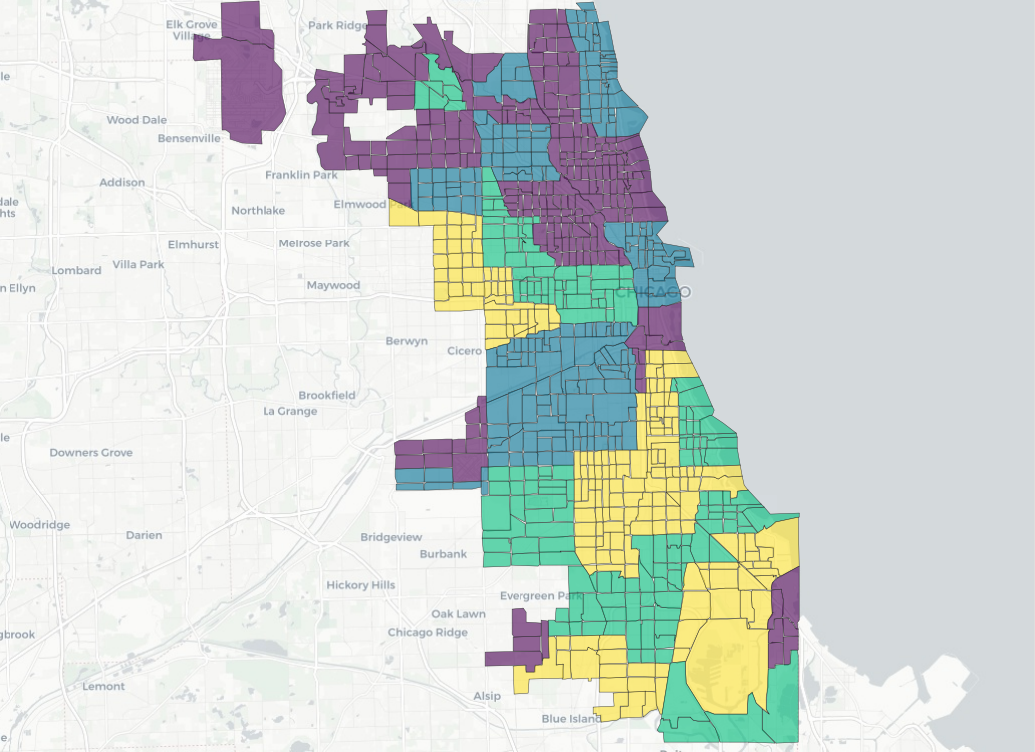 Elk Grove
Village
Park Ridge
Wood Dale
Bensenville
Addison
Franklin Park
Northlake
Elmwood
Elmhurst
Melrose Park
Villa Park
Lombard
Maywood
n Ellyn
CHICAGO
Berwyn
Cicero
Brookfield
La Grange
Downers Grove
Woodridge
Darien
Bridgeview
Burbank
Hickory Hills
Evergreen Park
Oak Lawn
Chicago Ridge
gbrook
Lemont
Alsip
Blue Island